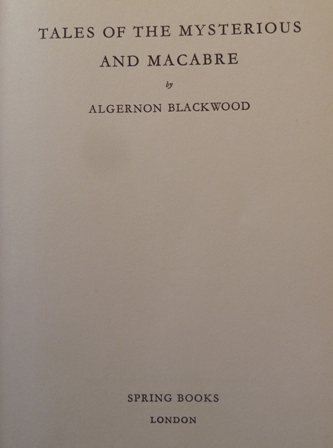 TALES OF THE MYSTERIOUS
AND MACABRE
by
ALGERNON BLACKWOOD
SPRING BOOKS
LONDON